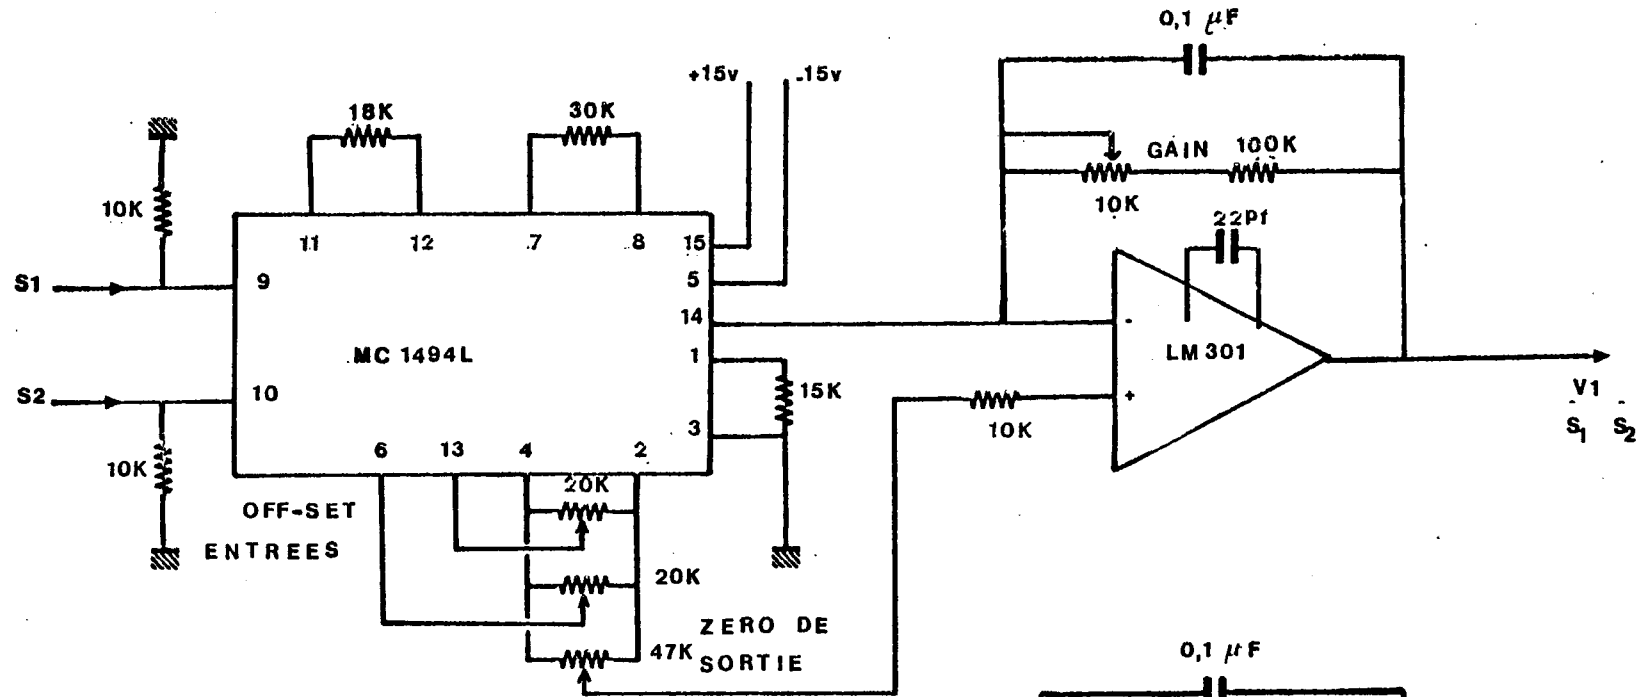 0,1 µF
+15v
-15v
18K
30K
GAIN
100K
10K
10K
22pf
11
12
7
8
15
S1
9
5
14
-
MC 1494L
1
LM 301
S2
10
15K
+
V1
3
10K
S1 S2
10K
6
13
4
2
20K
OFF-SET
ENTREES
20K
ZERO DE
47K
SORTIE
0,1 µF